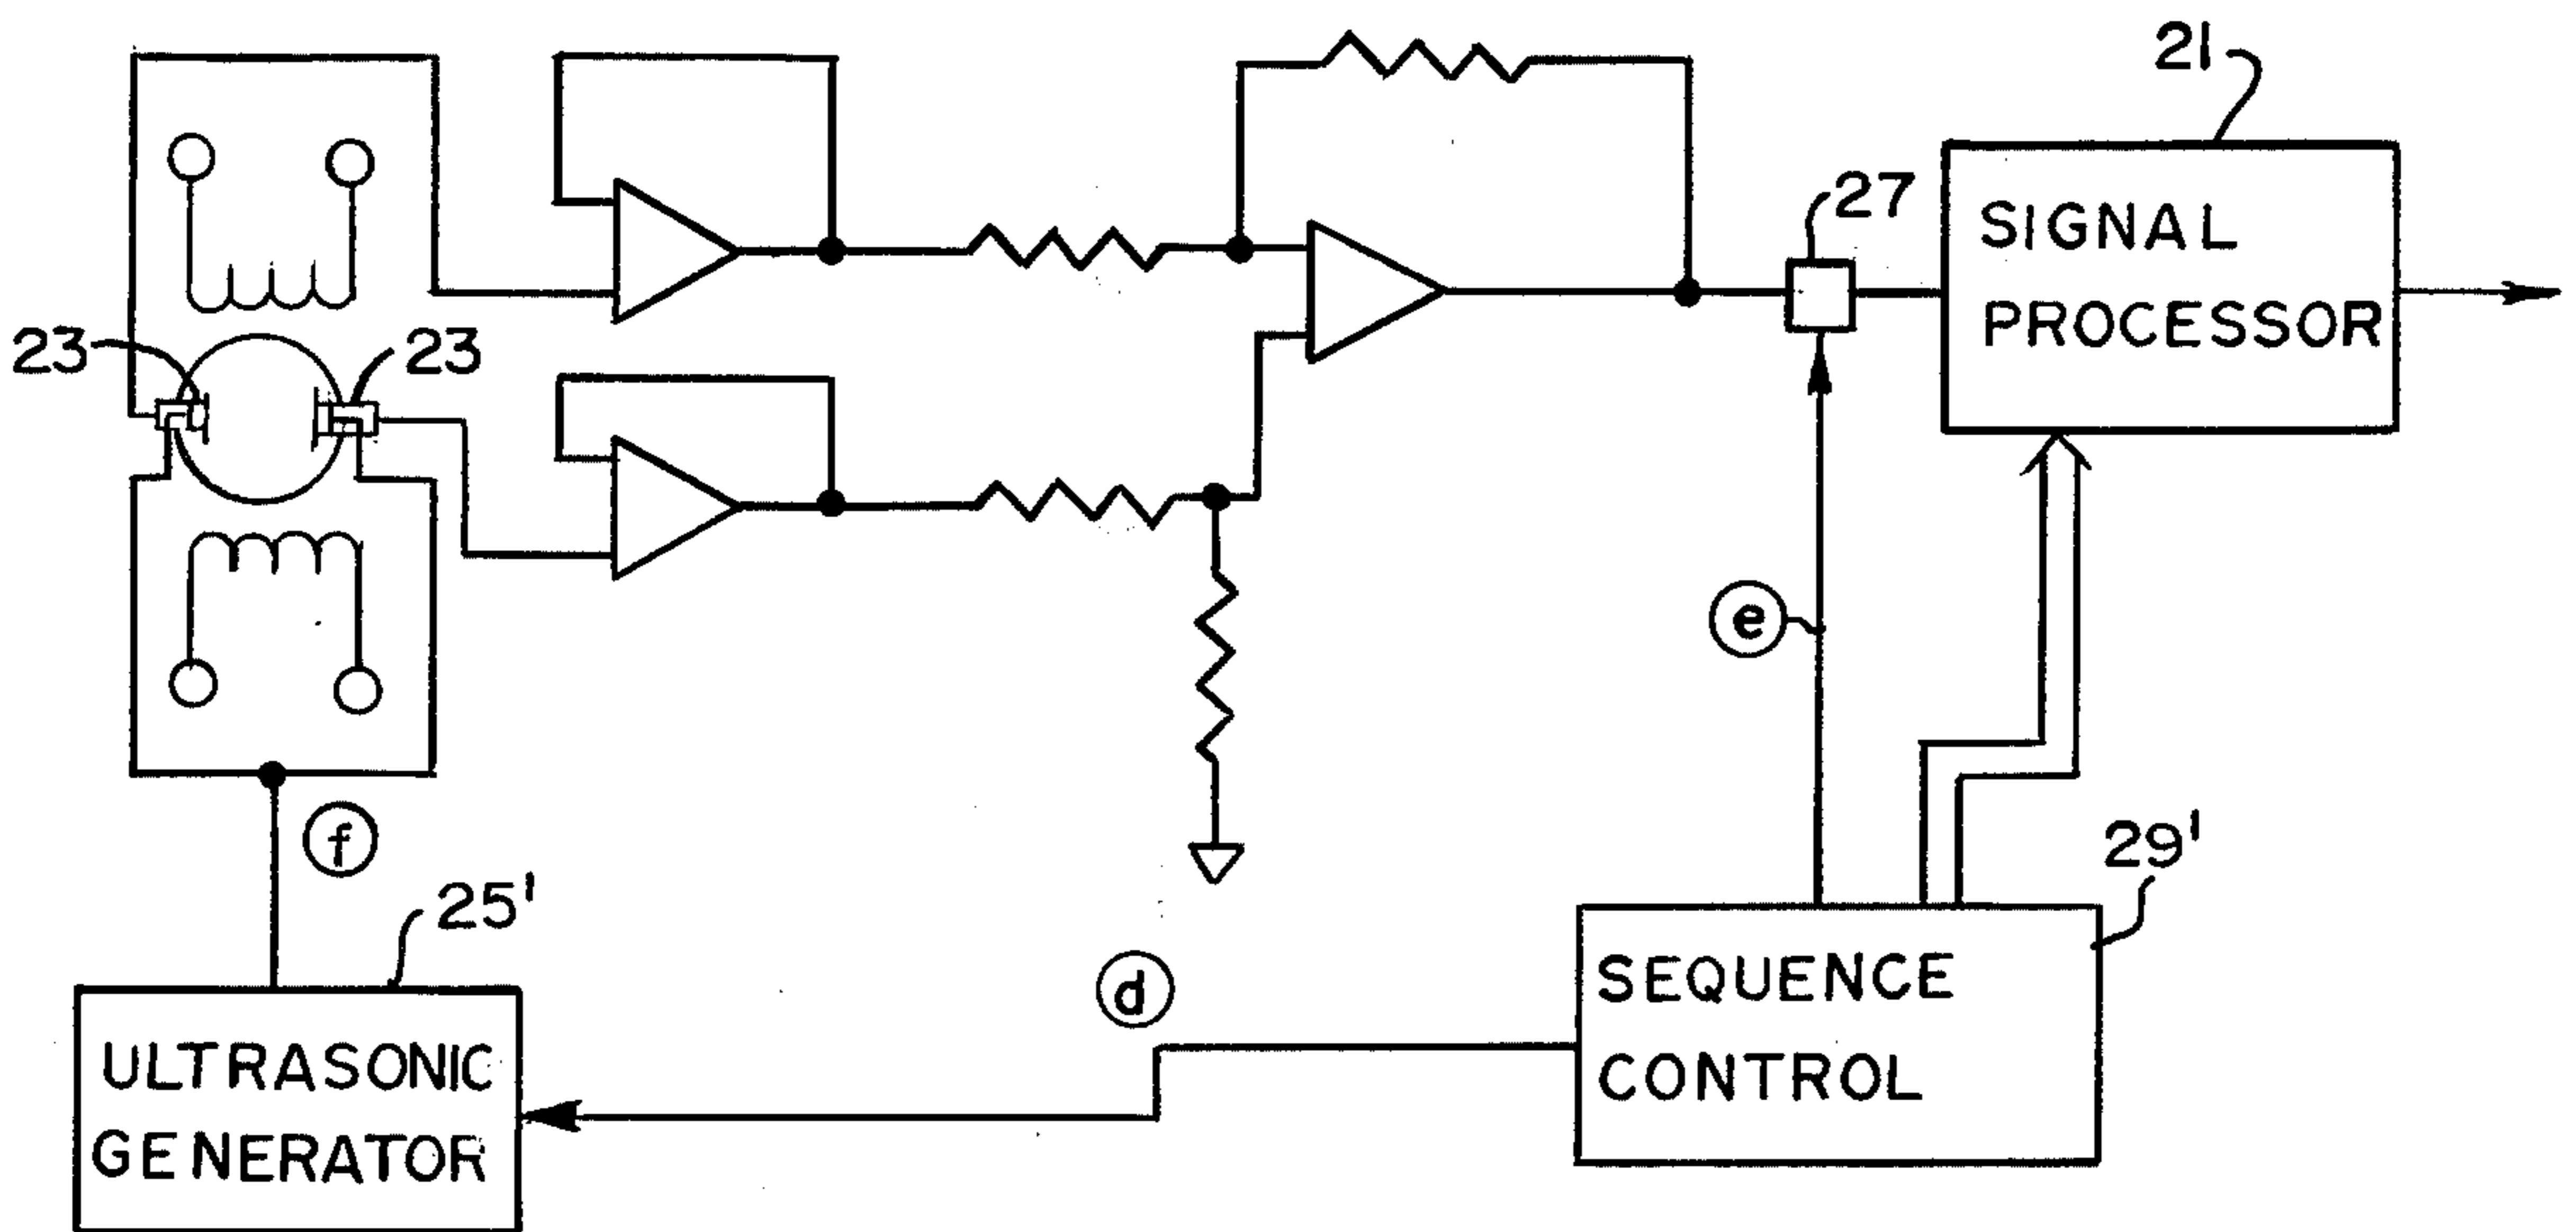 21
27
SIGNAL
PROCESSOR
23
23
e
f
25'
29'
d
SEQUENCE
CONTROL
ULTRASONIC
GENERATOR